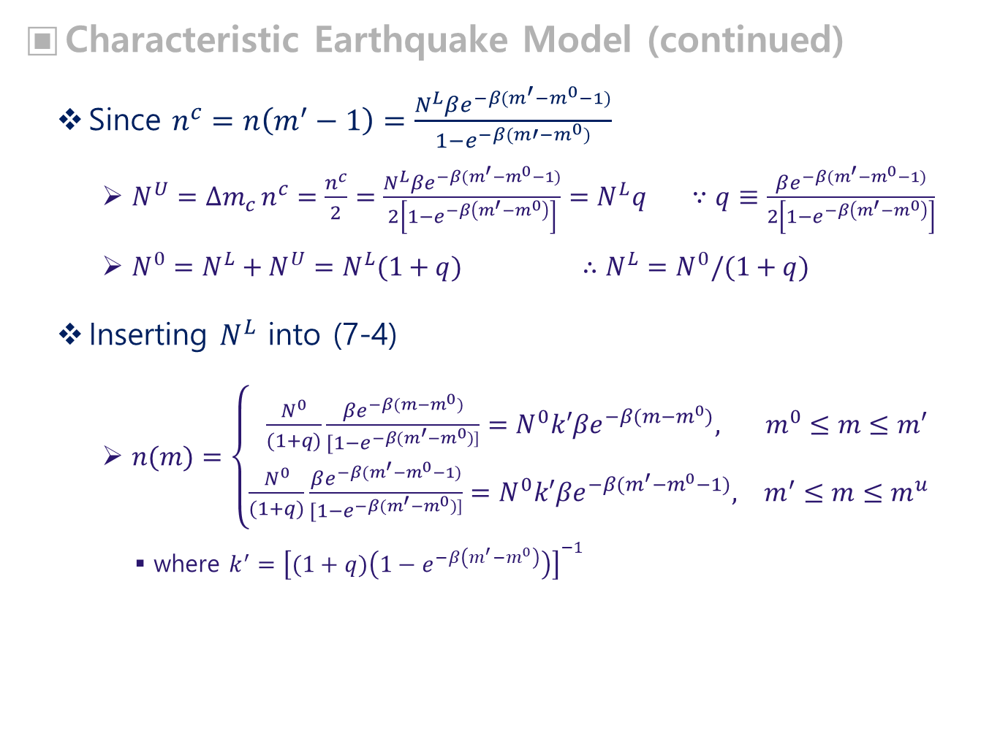 ▣ Characteristic Earthquake Model (continued)
❖ Since $n^c = n(m' - 1) = \frac{N^L \beta e^{-\beta(m'-m^0-1)}}{1-e^{-\beta(m'-m^0)}}$
➢ $N^U = \Delta m_c \, n^c = \frac{n^c}{2} = \frac{N^L \beta e^{-\beta(m'-m^0-1)}}{2\left[1-e^{-\beta(m'-m^0)}\right]} = N^L q \quad \because q \equiv \frac{\beta e^{-\beta(m'-m^0-1)}}{2\left[1-e^{-\beta(m'-m^0)}\right]}$
➢ $N^0 = N^L + N^U = N^L(1 + q) \quad \therefore N^L = N^0/(1 + q)$
❖ Inserting $N^L$ into (7-4)
➢ $n(m) = \begin{cases} \frac{N^0}{(1+q)} \frac{\beta e^{-\beta(m-m^0)}}{[1-e^{-\beta(m'-m^0)}]} = N^0 k' \beta e^{-\beta(m-m^0)}, & m^0 \leq m \leq m' \\ \frac{N^0}{(1+q)} \frac{\beta e^{-\beta(m'-m^0-1)}}{[1-e^{-\beta(m'-m^0)}]} = N^0 k' \beta e^{-\beta(m'-m^0-1)}, & m' \leq m \leq m^u \end{cases}$
▪ where $k' = \left[(1 + q)\left(1 - e^{-\beta(m'-m^0)}\right)\right]^{-1}$